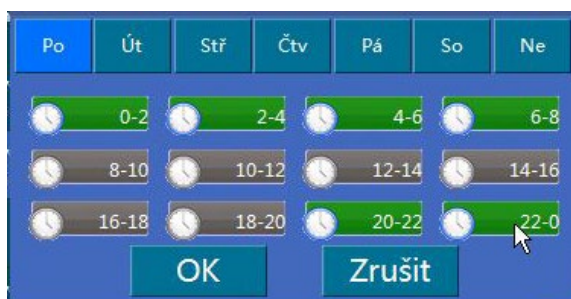 Po Út Stř Čtv Pá So Ne
0-2 2-4 4-6 6-8
8-10 10-12 12-14 14-16
16-18 18-20 20-22 22-0
OK Zrušit